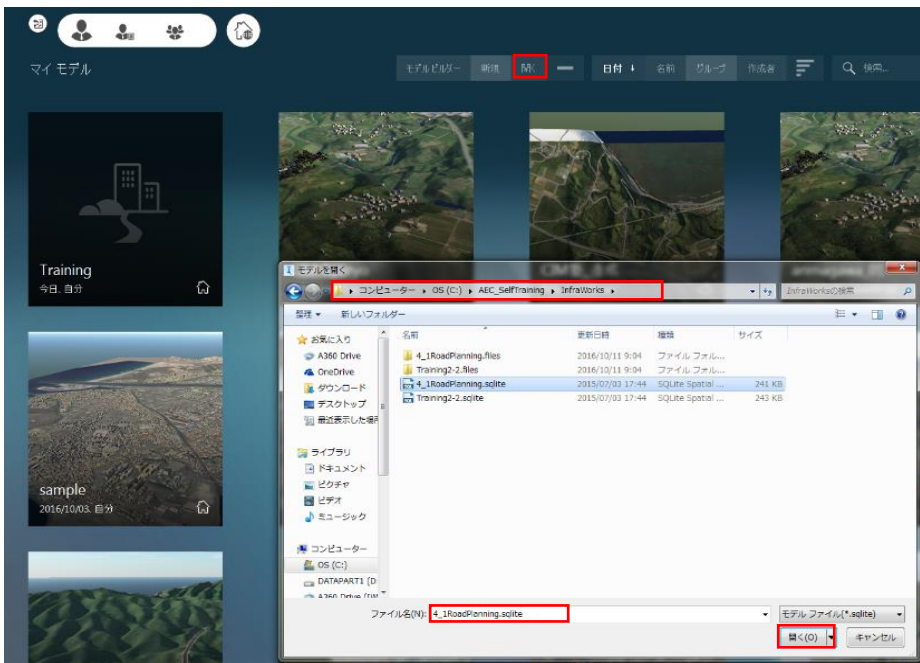 マイ モデル
モデル ビルダー 新規 開く 日付 ↓ 名前 グループ 作成者 検索...
Training
今日. 自分
sample
2016/10/03. 自分
モデルを開く
コンピューター OS (C:) AEC_SelfTraining InfraWorks InfraWorksの検索
整理 新しいフォルダー
名前 更新日時 種類 サイズ
お気に入り
A360 Drive
OneDrive
ダウンロード
デスクトップ
最近表示した場所
4_1RoadPlanning.files 2016/10/11 9:04 ファイル フォル...
Training2-2.files 2016/10/11 9:04 ファイル フォル...
4_1RoadPlanning.sqlite 2015/07/03 17:44 SQLite Spatial ... 241 KB
Training2-2.sqlite 2015/07/03 17:44 SQLite Spatial ... 243 KB
ライブラリ
ドキュメント
ピクチャ
ビデオ
ミュージック
コンピューター
OS (C:)
DATAPART1 (D:
A360 Drive (
ファイル名(N): 4_1RoadPlanning.sqlite モデル ファイル(*.sqlite)
開く(O) キャンセル